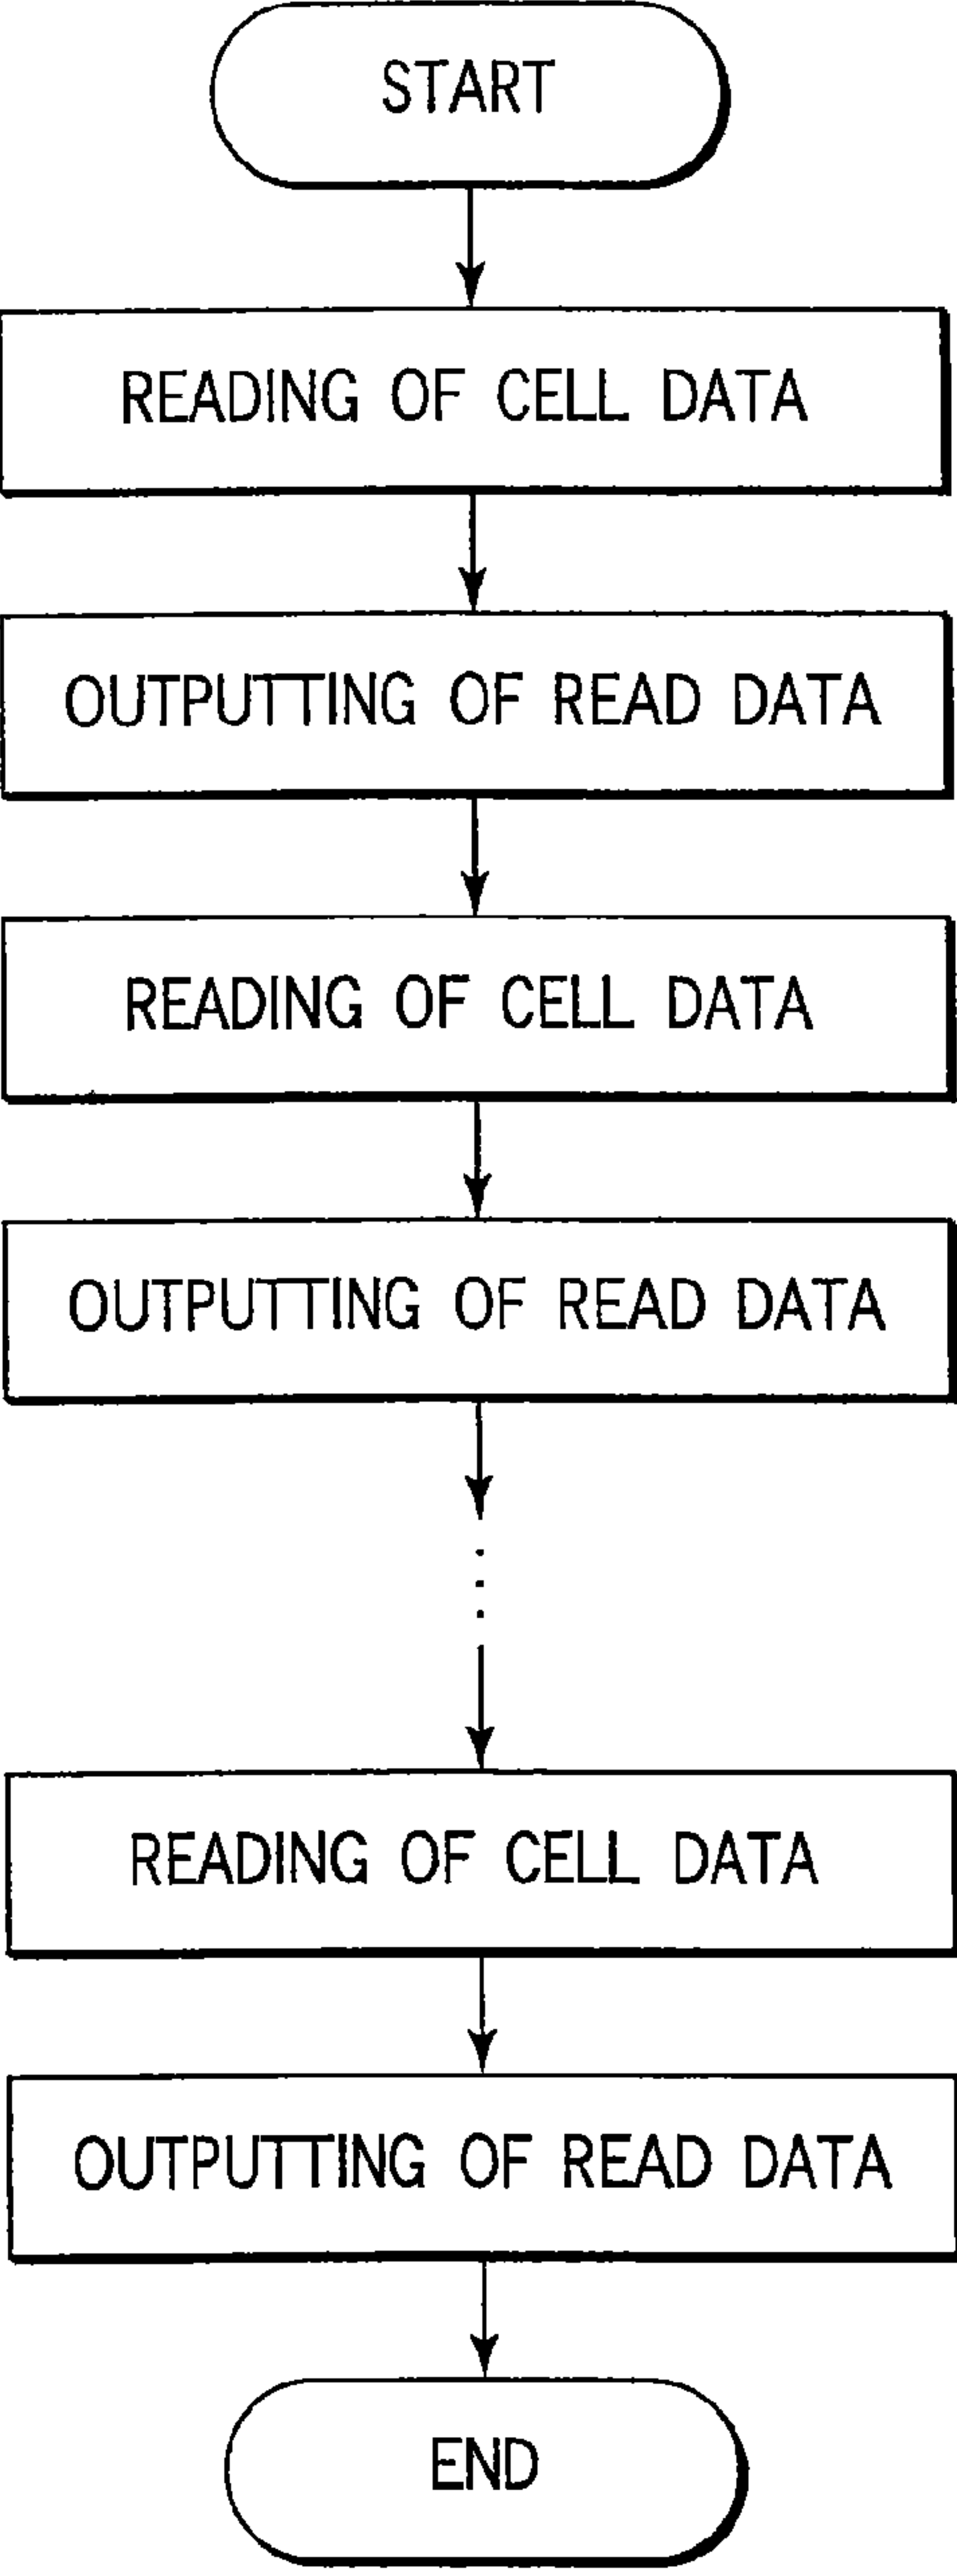 START
READING OF CELL DATA
OUTPUTTING OF READ DATA
READING OF CELL DATA
OUTPUTTING OF READ DATA
READING OF CELL DATA
OUTPUTTING OF READ DATA
END